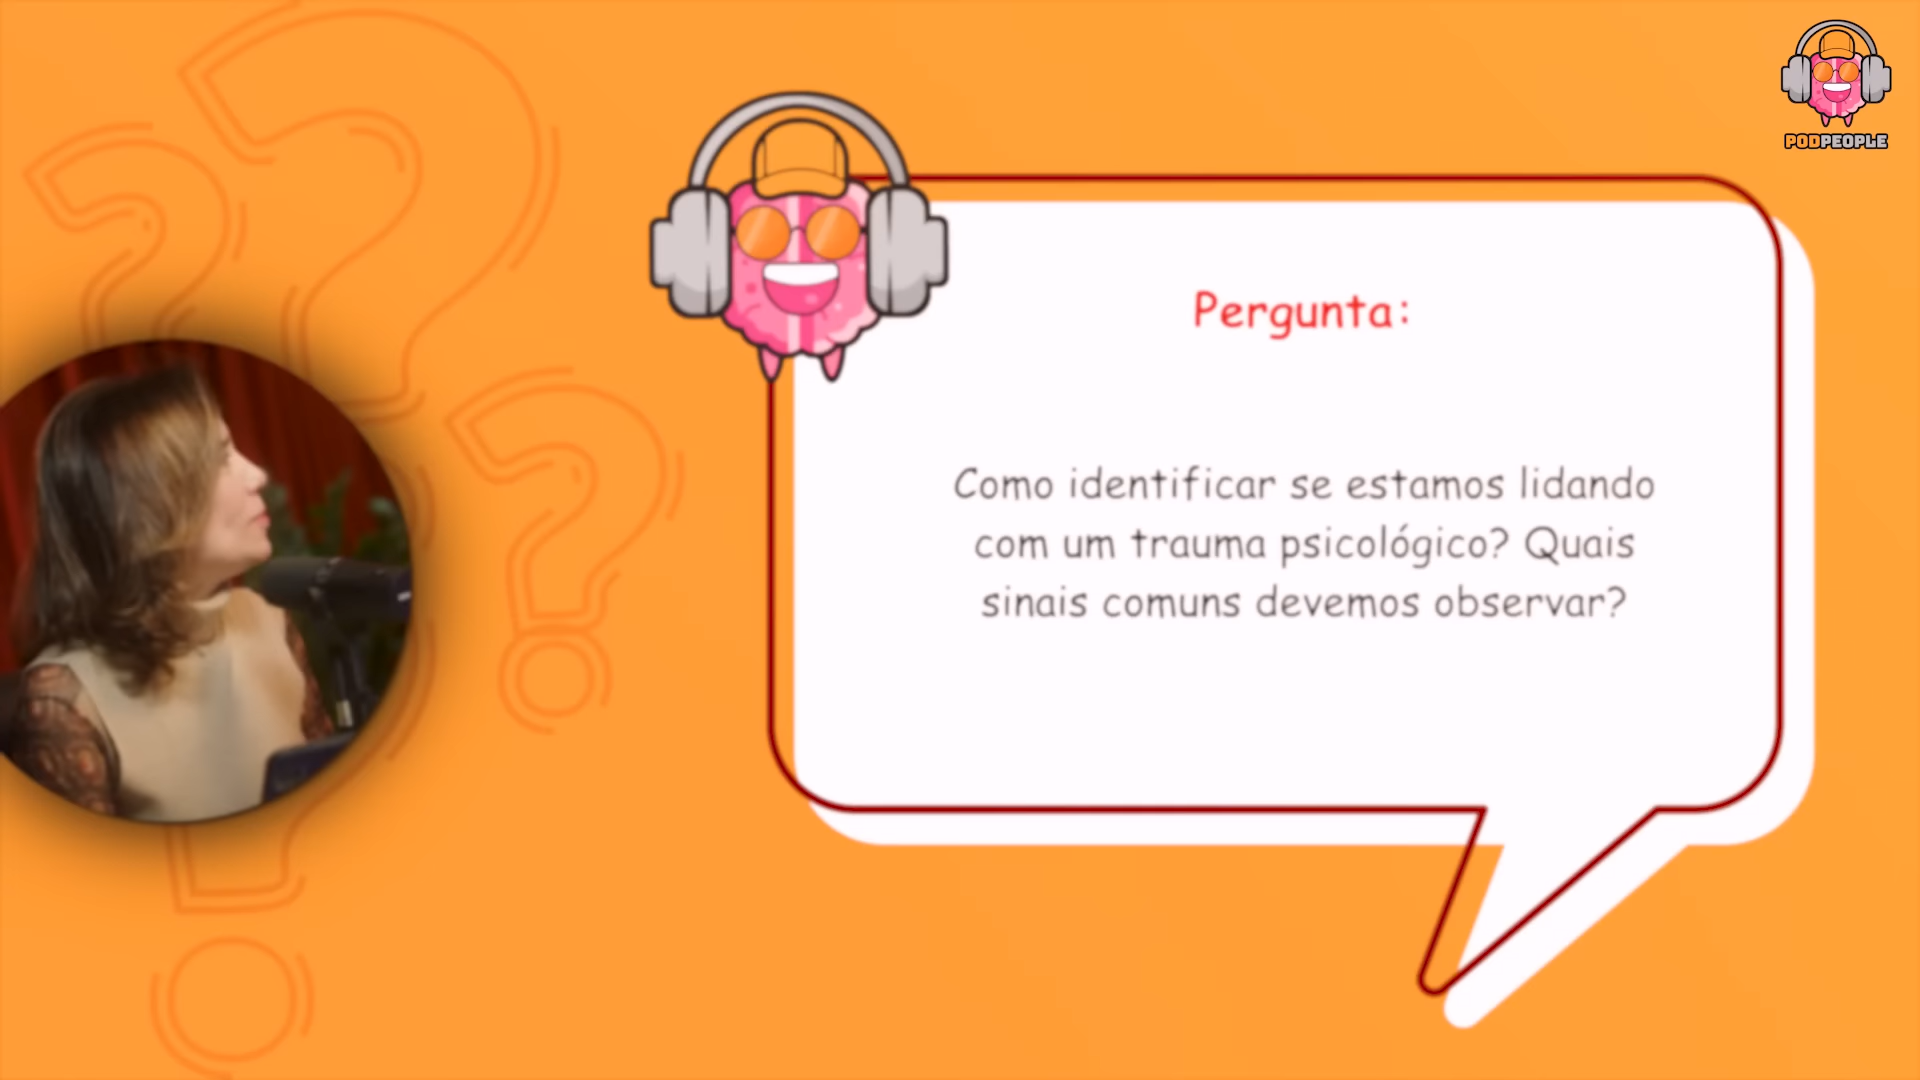 PODPEOPLE
Pergunta:
Como identificar se estamos lidando
com um trauma psicológico? Quais
sinais comuns devemos observar?